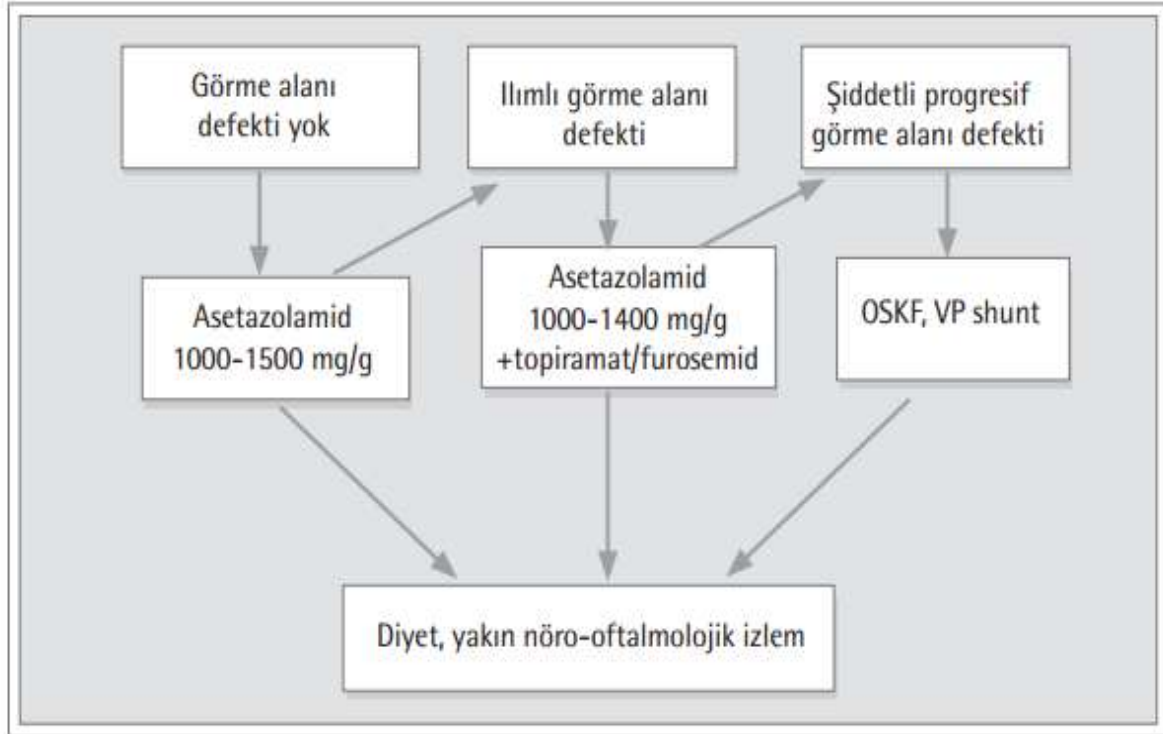 Görme alanı
defekti yok
Ilımlı görme alanı
defekti
Şiddetli progresif
görme alanı defekti
Asetazolamid
1000-1500 mg/g
Asetazolamid
1000-1400 mg/g
+topiramat/furosemid
OSKF, VP shunt
Diyet, yakın nöro-oftalmolojik izlem